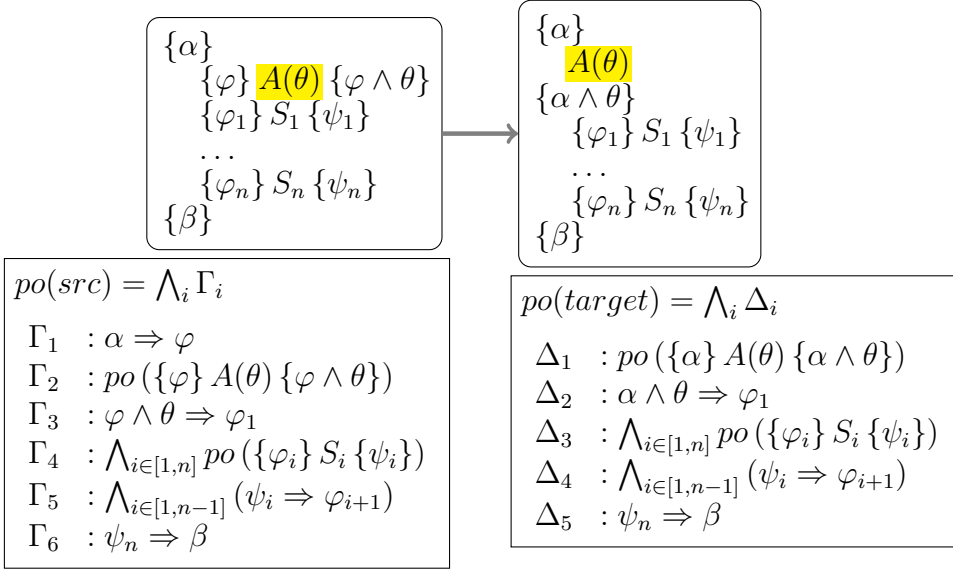 {α}
{φ} A(θ) {φ ∧ θ}
{φ₁} S₁ {ψ₁}
...
{φₙ} Sₙ {ψₙ}
{β}
{α}
A(θ)
{α ∧ θ}
{φ₁} S₁ {ψ₁}
...
{φₙ} Sₙ {ψₙ}
{β}
po(src) = ⋀ᵢ Γᵢ
Γ₁ : α ⇒ φ
Γ₂ : po ({φ} A(θ) {φ ∧ θ})
Γ₃ : φ ∧ θ ⇒ φ₁
Γ₄ : ⋀_{i∈[1,n]} po ({φᵢ} Sᵢ {ψᵢ})
Γ₅ : ⋀_{i∈[1,n−1]} (ψᵢ ⇒ φᵢ₊₁)
Γ₆ : ψₙ ⇒ β
po(target) = ⋀ᵢ Δᵢ
Δ₁ : po ({α} A(θ) {α ∧ θ})
Δ₂ : α ∧ θ ⇒ φ₁
Δ₃ : ⋀_{i∈[1,n]} po ({φᵢ} Sᵢ {ψᵢ})
Δ₄ : ⋀_{i∈[1,n−1]} (ψᵢ ⇒ φᵢ₊₁)
Δ₅ : ψₙ ⇒ β